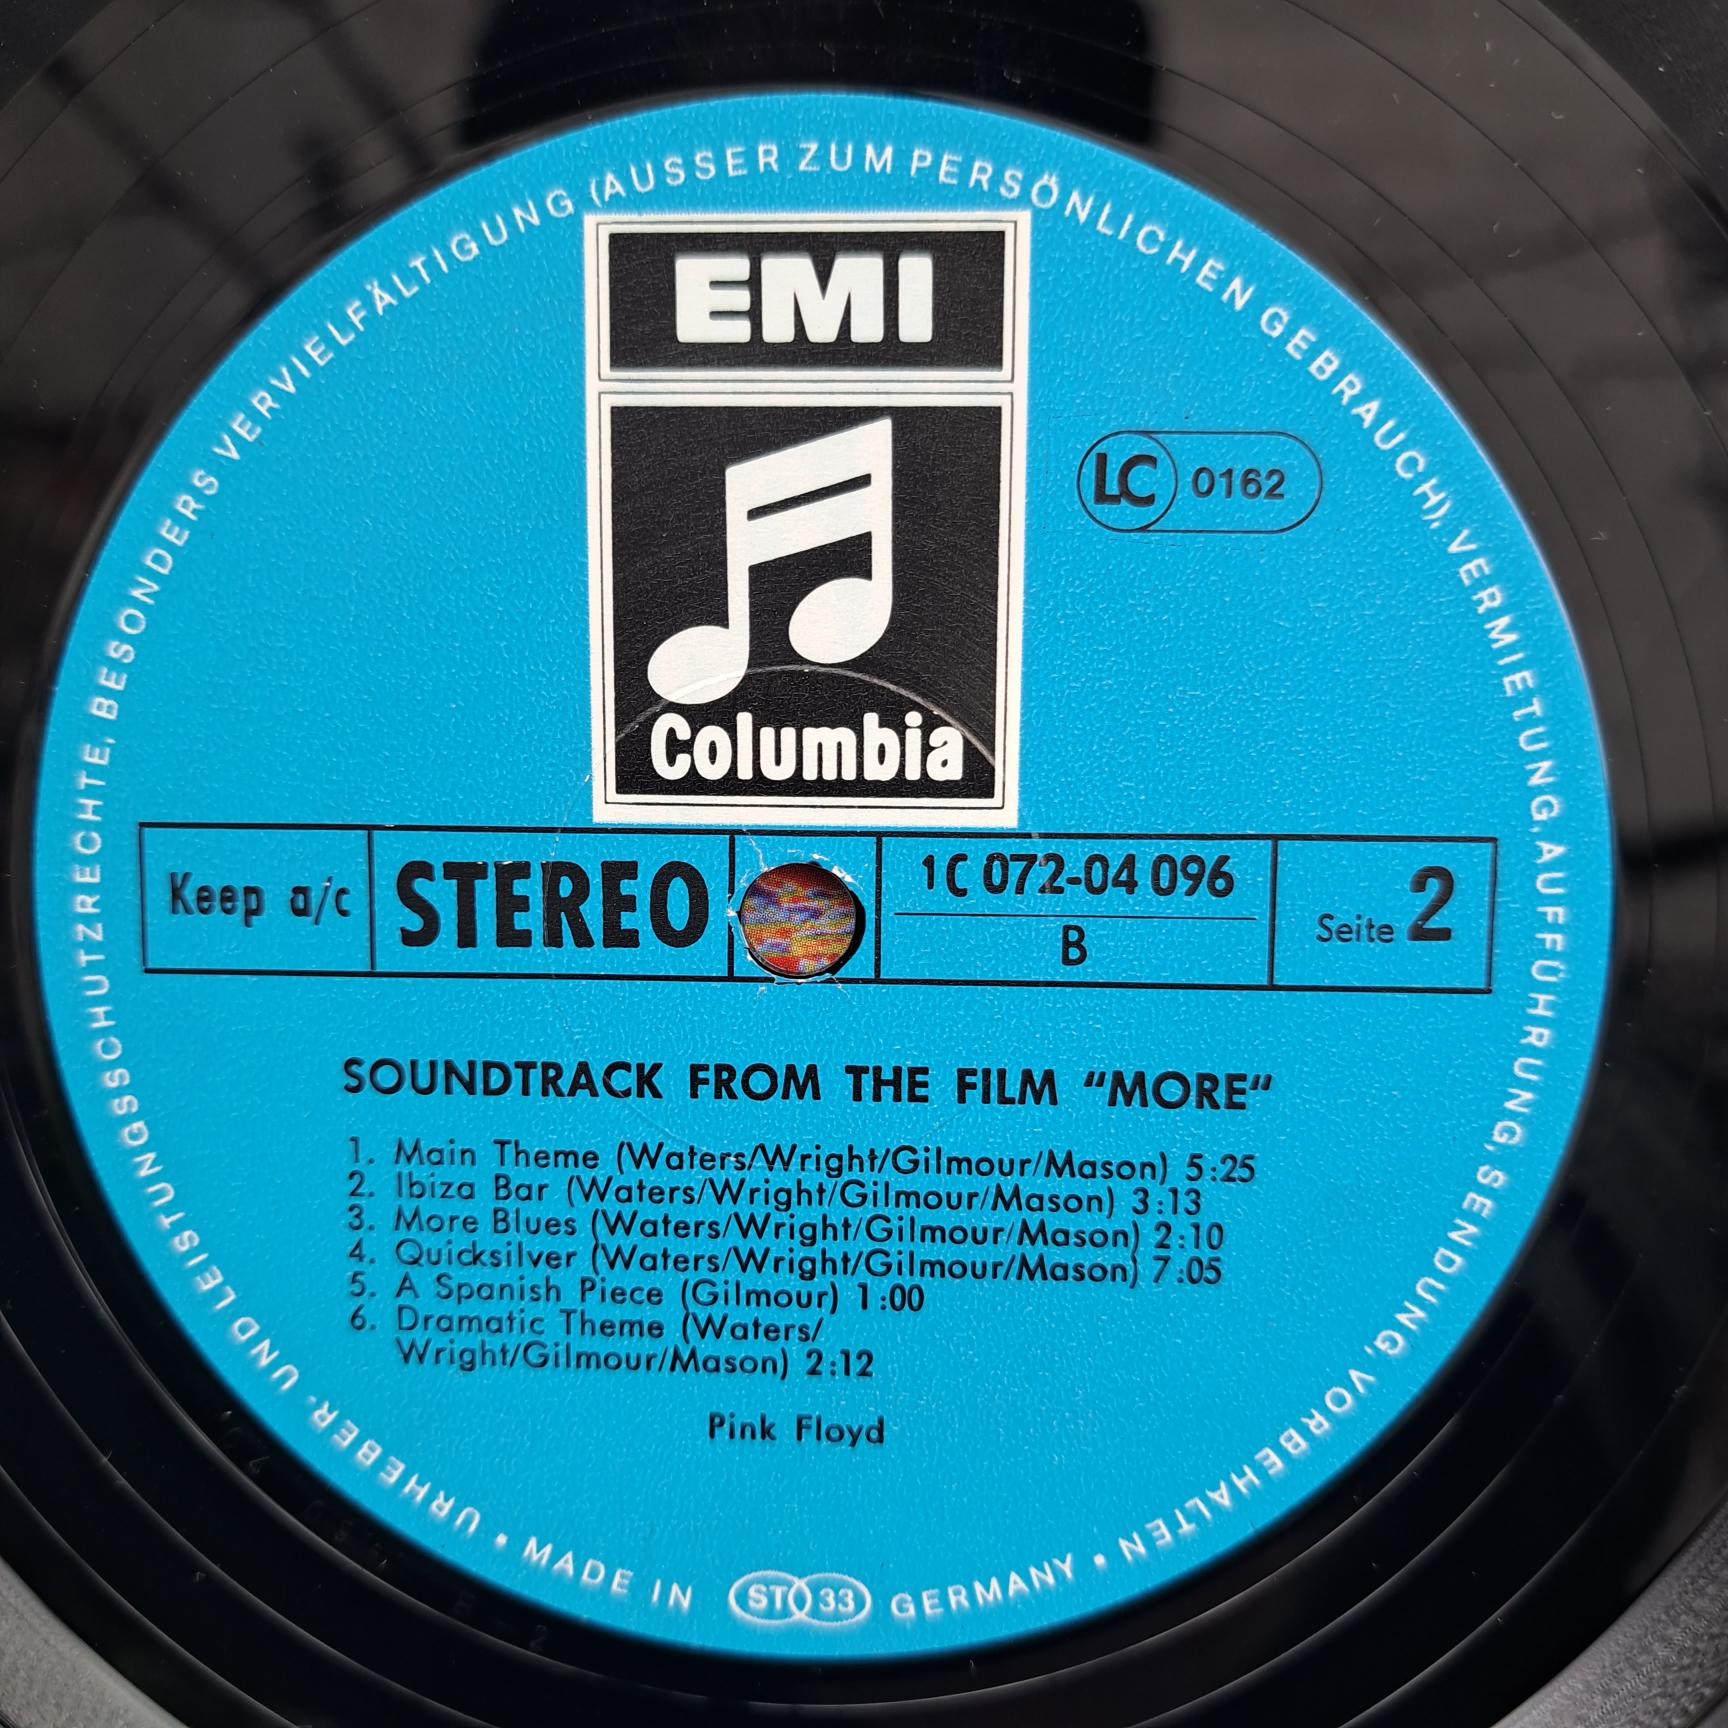 EMI
Columbia
LC 0162
Keep a/c
STEREO
1C 072-04 096
B
Seite 2
SOUNDTRACK FROM THE FILM “MORE“
1. Main Theme (Waters/Wright/Gilmour/Mason) 5:25
2. Ibiza Bar (Waters/Wright/Gilmour/Mason) 3:13
3. More Blues (Waters/Wright/Gilmour/Mason) 2:10
4. Quicksilver (Waters/Wright/Gilmour/Mason) 7:05
5. A Spanish Piece (Gilmour) 1:00
6. Dramatic Theme (Waters/
Wright/Gilmour/Mason) 2:12
Pink Floyd
URHEBER- UND LEISTUNGSSCHUTZRECHTE, BESONDERS VERVIELFÄLTIGUNG (AUSSER ZUM PERSÖNLICHEN GEBRAUCH), VERMIETUNG, AUFFÜHRUNG, SENDUNG, VORBEHALTEN •
MADE IN ST 33 GERMANY •